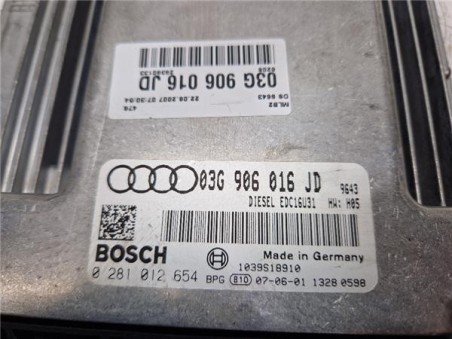 03G 906 016 JD
MLB2
03G 906 016 JD 9643
DIESEL EDC16U31 HW: H05
BOSCH
Made in Germany
0 281 012 654
1039S18910
BPG 07-06-01 1328 0598